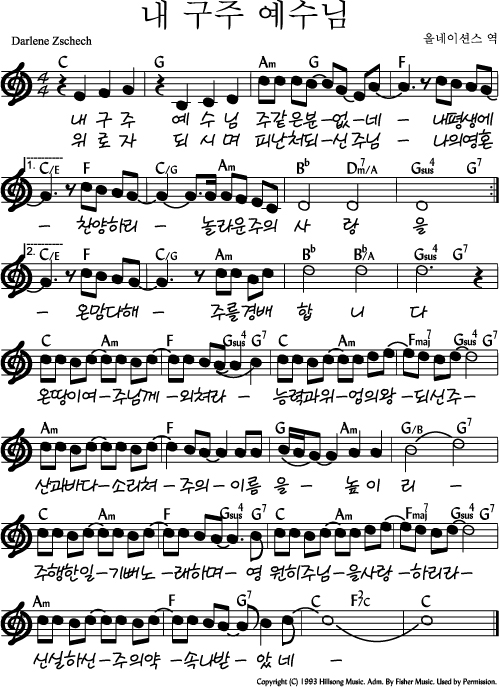 내 구주 예수님
Darlene Zschech
올네이션스 역
C G Am G F
내 구 주 예 수 님 주같은분-없-네- 내평생에
위 로 자 되 시 며 피난처되-신주님- 나의영혼
1. C/E F C/G Am Bb Dm7/A Gsus4 G7
- 찬양하리- 놀라운주의 사 랑 을
2. C/E F C/G Am Bb Bb/A Gsus4 G7
- 온맘다해- 주를경배 합 니 다
C Am F Gsus4 G7 C Am Fmaj7 Gsus4 G7
온땅이여-주님께-외쳐라- 능력과위-엄의왕-되신주-
Am F G Am G/B G7
산과바다-소리쳐-주의-이름 을- 높이 리-
C Am F Gsus4 G7 C Am Fmaj7 Gsus4 G7
주행한일-기뻐노-래하며-영 원히주님-을사랑-하리라-
Am F Gsus4 G7 C F2/C C
신실하신-주의약-속나받-았네 -
Copyright (C) 1993 Hillsong Music. Adm. By Fisher Music. Used by Permission.